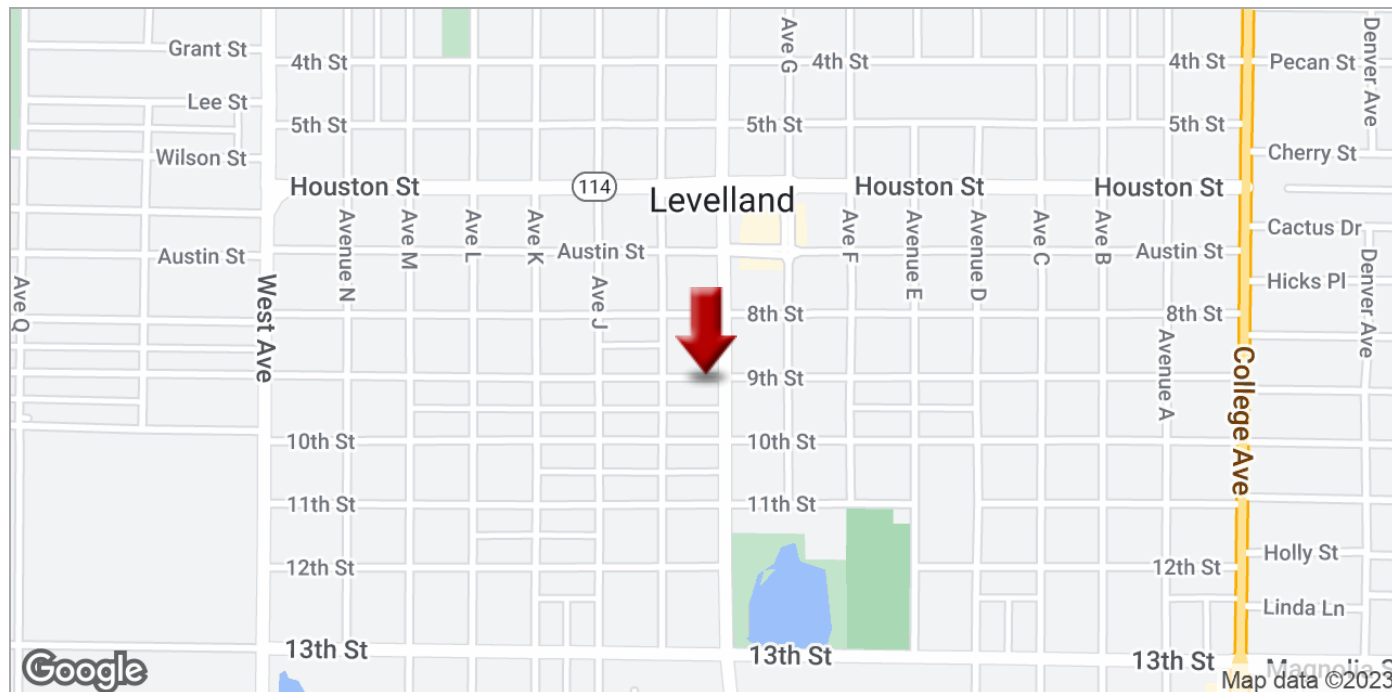 Grant St
4th St
Ave G
4th St
4th St
Pecan St
Denver Ave
Lee St
5th St
5th St
5th St
Wilson St
Cherry St
Houston St
114
Levelland
Houston St
Houston St
Avenue N
Ave M
Ave L
Ave K
Ave F
Avenue E
Avenue D
Ave C
Ave B
Cactus Dr
Austin St
Austin St
Austin St
Ave Q
West Ave
Ave J
Hicks Pl
Denver Ave
8th St
8th St
Avenue A
College Ave
9th St
10th St
10th St
11th St
11th St
12th St
12th St
Holly St
Linda Ln
13th St
13th St
13th St
Magnolia S
Google
Map data ©2023